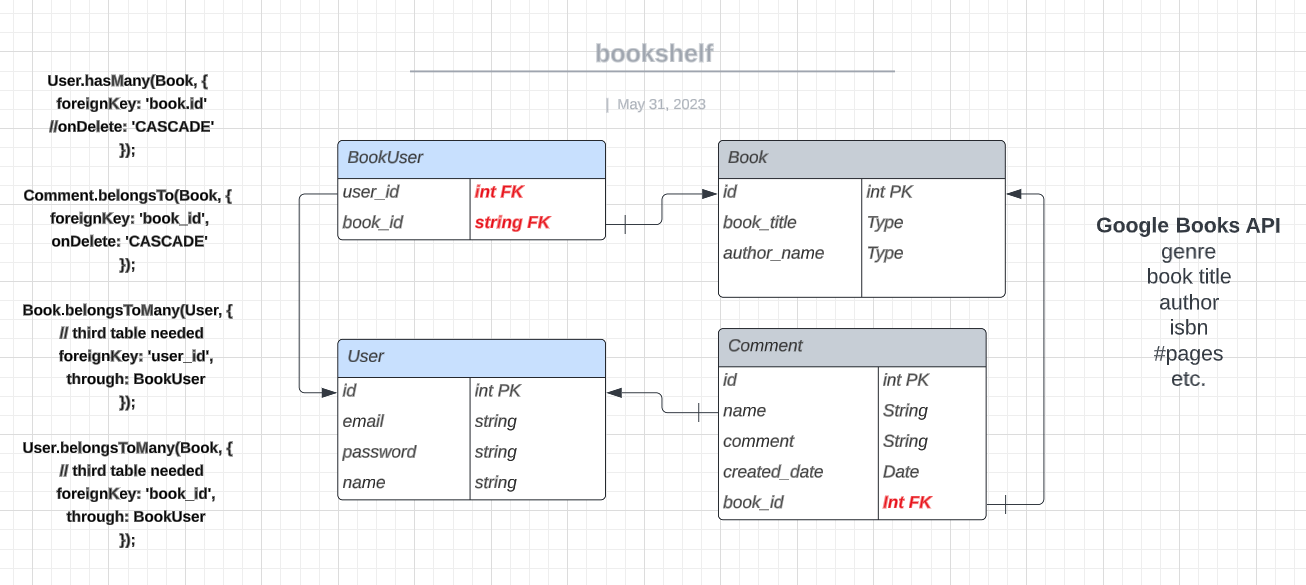 bookshelf
| May 31, 2023
User.hasMany(Book, {
foreignKey: 'book.id'
//onDelete: 'CASCADE'
});
Comment.belongsTo(Book, {
foreignKey: 'book_id',
onDelete: 'CASCADE'
});
Book.belongsToMany(User, {
// third table needed
foreignKey: 'user_id',
through: BookUser
});
User.belongsToMany(Book, {
// third table needed
foreignKey: 'book_id',
through: BookUser
});
BookUser
user_id int FK
book_id string FK
User
id int PK
email string
password string
name string
Book
id int PK
book_title Type
author_name Type
Comment
id int PK
name String
comment String
created_date Date
book_id Int FK
Google Books API
genre
book title
author
isbn
#pages
etc.